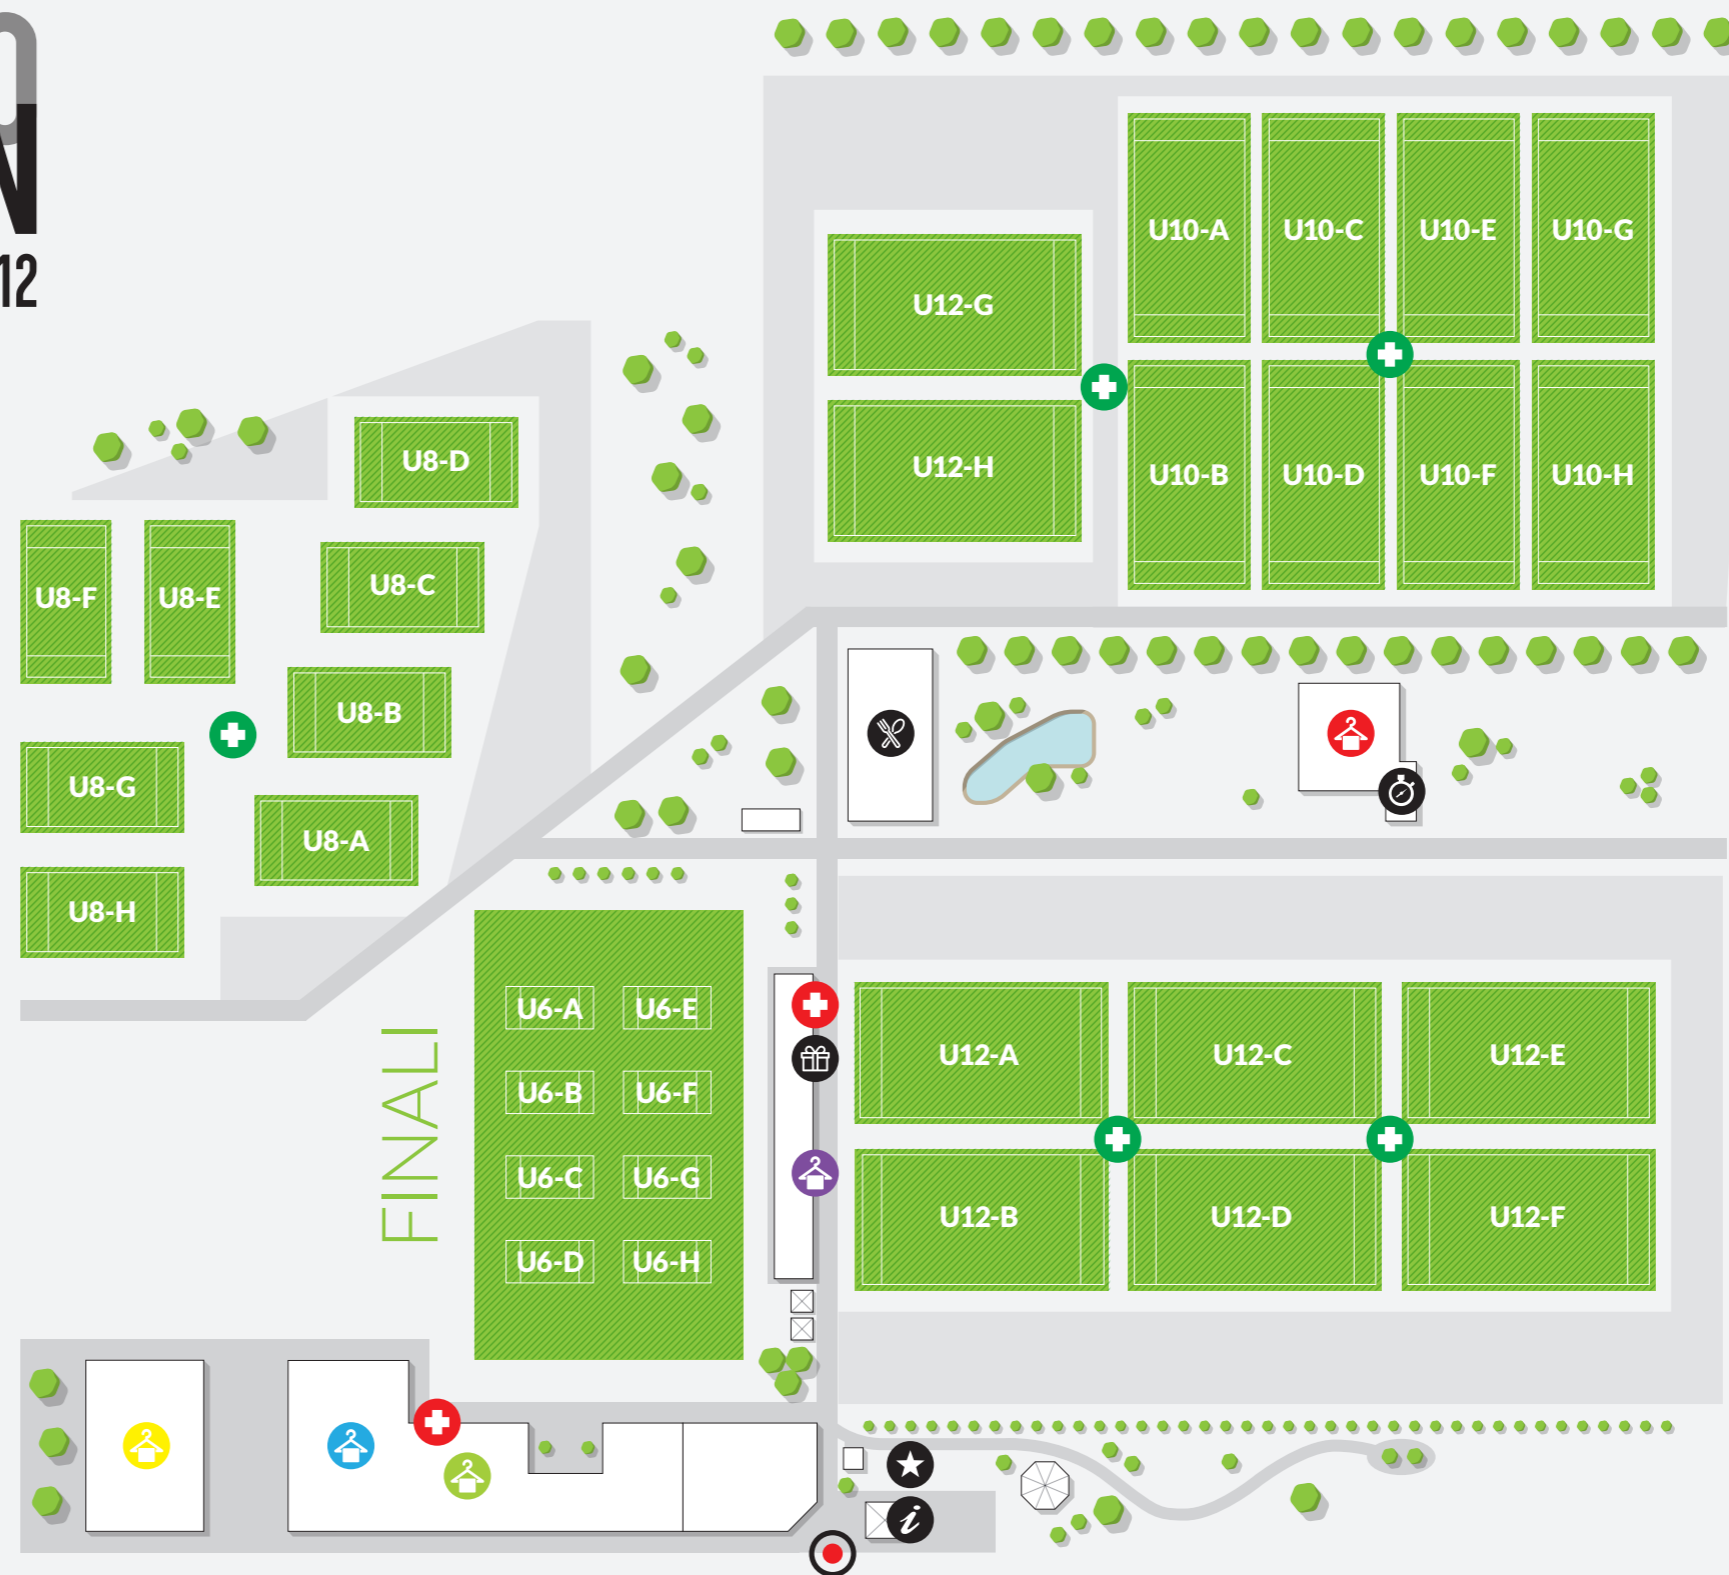 N
12
U10-A
U10-C
U10-E
U10-G
U12-G
U12-H
U10-B
U10-D
U10-F
U10-H
U8-D
U8-C
U8-F
U8-E
U8-B
U8-G
U8-A
U8-H
FINALI
U6-A
U6-E
U6-B
U6-F
U6-C
U6-G
U6-D
U6-H
U12-A
U12-C
U12-E
U12-B
U12-D
U12-F
i